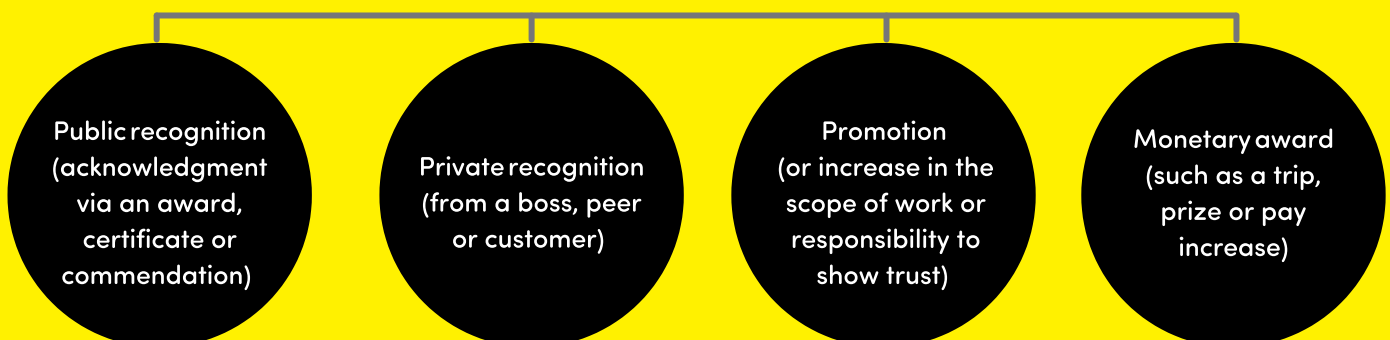 Public recognition
(acknowledgment
via an award,
certificate or
commendation)
Private recognition
(from a boss, peer
or customer)
Promotion
(or increase in the
scope of work or
responsibility to
show trust)
Monetary award
(such as a trip,
prize or pay
increase)